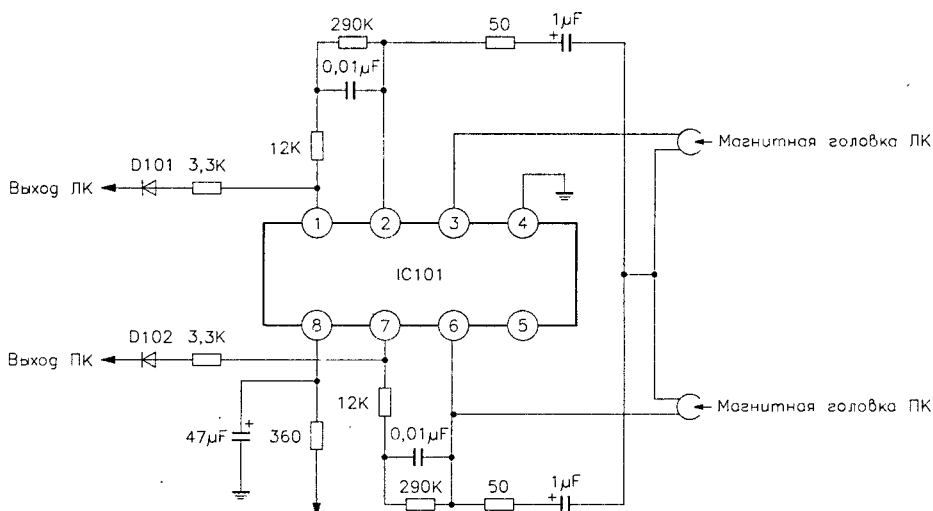 290K
50
1µF
+
0,01µF
12K
Магнитная головка ЛК
D101 3,3K
Выход ЛК
1 2 3 4
IC101
8 7 6 5
D102 3,3K
Выход ПК
12K
Магнитная головка ПК
+
47µF
360
0,01µF
290K
50
1µF
+